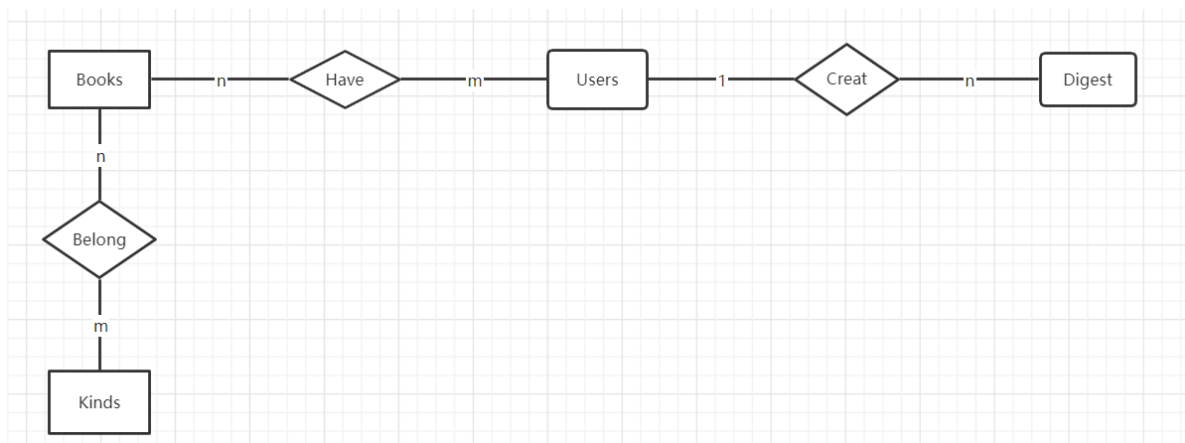 Books
n
Have
m
Users
1
Creat
n
Digest
n
Belong
m
Kinds